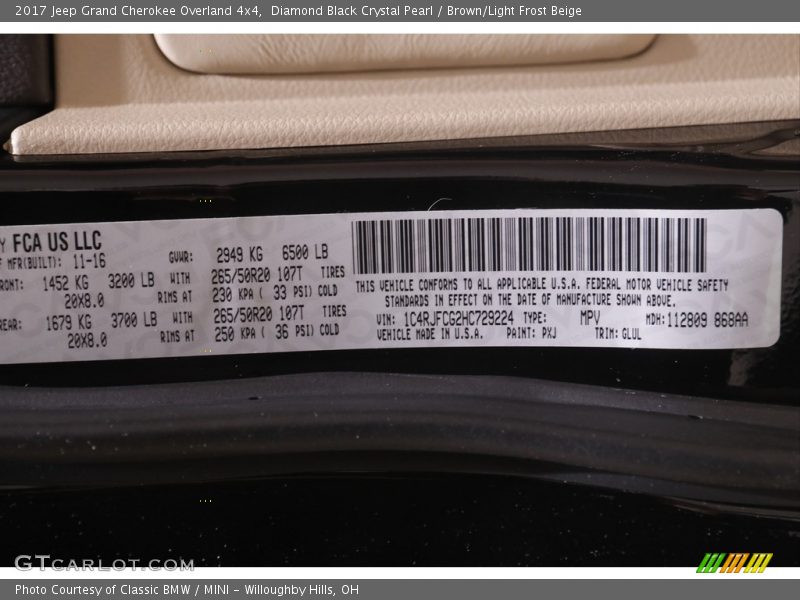 2017 Jeep Grand Cherokee Overland 4x4, Diamond Black Crystal Pearl / Brown/Light Frost Beige
Y FCA US LLC
F MFR(BUILT): 11-16 GVWR: 2949 KG 6500 LB
RONT: 1452 KG 3200 LB WITH 265/50R20 107T TIRES
20X8.0 RIMS AT 230 KPA ( 33 PSI) COLD
REAR: 1679 KG 3700 LB WITH 265/50R20 107T TIRES
20X8.0 RIMS AT 250 KPA ( 36 PSI) COLD
THIS VEHICLE CONFORMS TO ALL APPLICABLE U.S.A. FEDERAL MOTOR VEHICLE SAFETY
STANDARDS IN EFFECT ON THE DATE OF MANUFACTURE SHOWN ABOVE.
VIN: 1C4RJFCG2HC729224 TYPE: MPV MDH:112809 868AA
VEHICLE MADE IN U.S.A. PAINT: PXJ TRIM: GLUL
GTCARLOT.COM
Photo Courtesy of Classic BMW / MINI - Willoughby Hills, OH